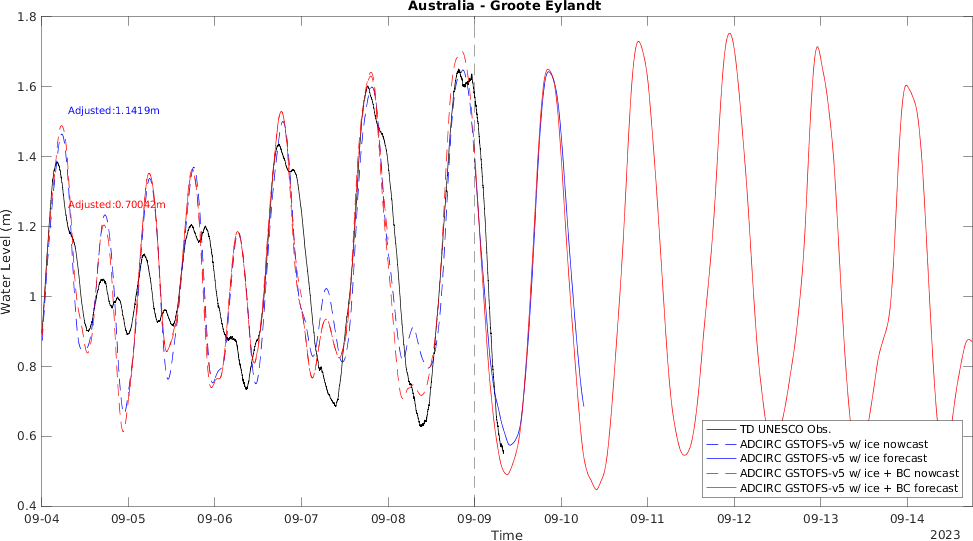 Australia - Groote Eylandt
1.8
1.6
1.4
1.2
1
0.8
0.6
0.4
Water Level (m)
Adjusted:1.1419m
Adjusted:0.70042m
TD UNESCO Obs.
ADCIRC GSTOFS-v5 w/ ice nowcast
ADCIRC GSTOFS-v5 w/ ice forecast
ADCIRC GSTOFS-v5 w/ ice + BC nowcast
ADCIRC GSTOFS-v5 w/ ice + BC forecast
09-04 09-05 09-06 09-07 09-08 09-09 09-10 09-11 09-12 09-13 09-14
Time
2023